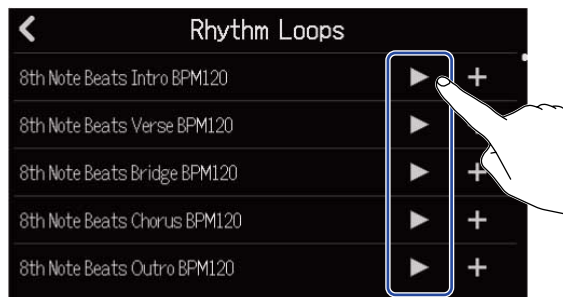 Rhythm Loops
8th Note Beats Intro BPM120
8th Note Beats Verse BPM120
8th Note Beats Bridge BPM120
8th Note Beats Chorus BPM120
8th Note Beats Outro BPM120